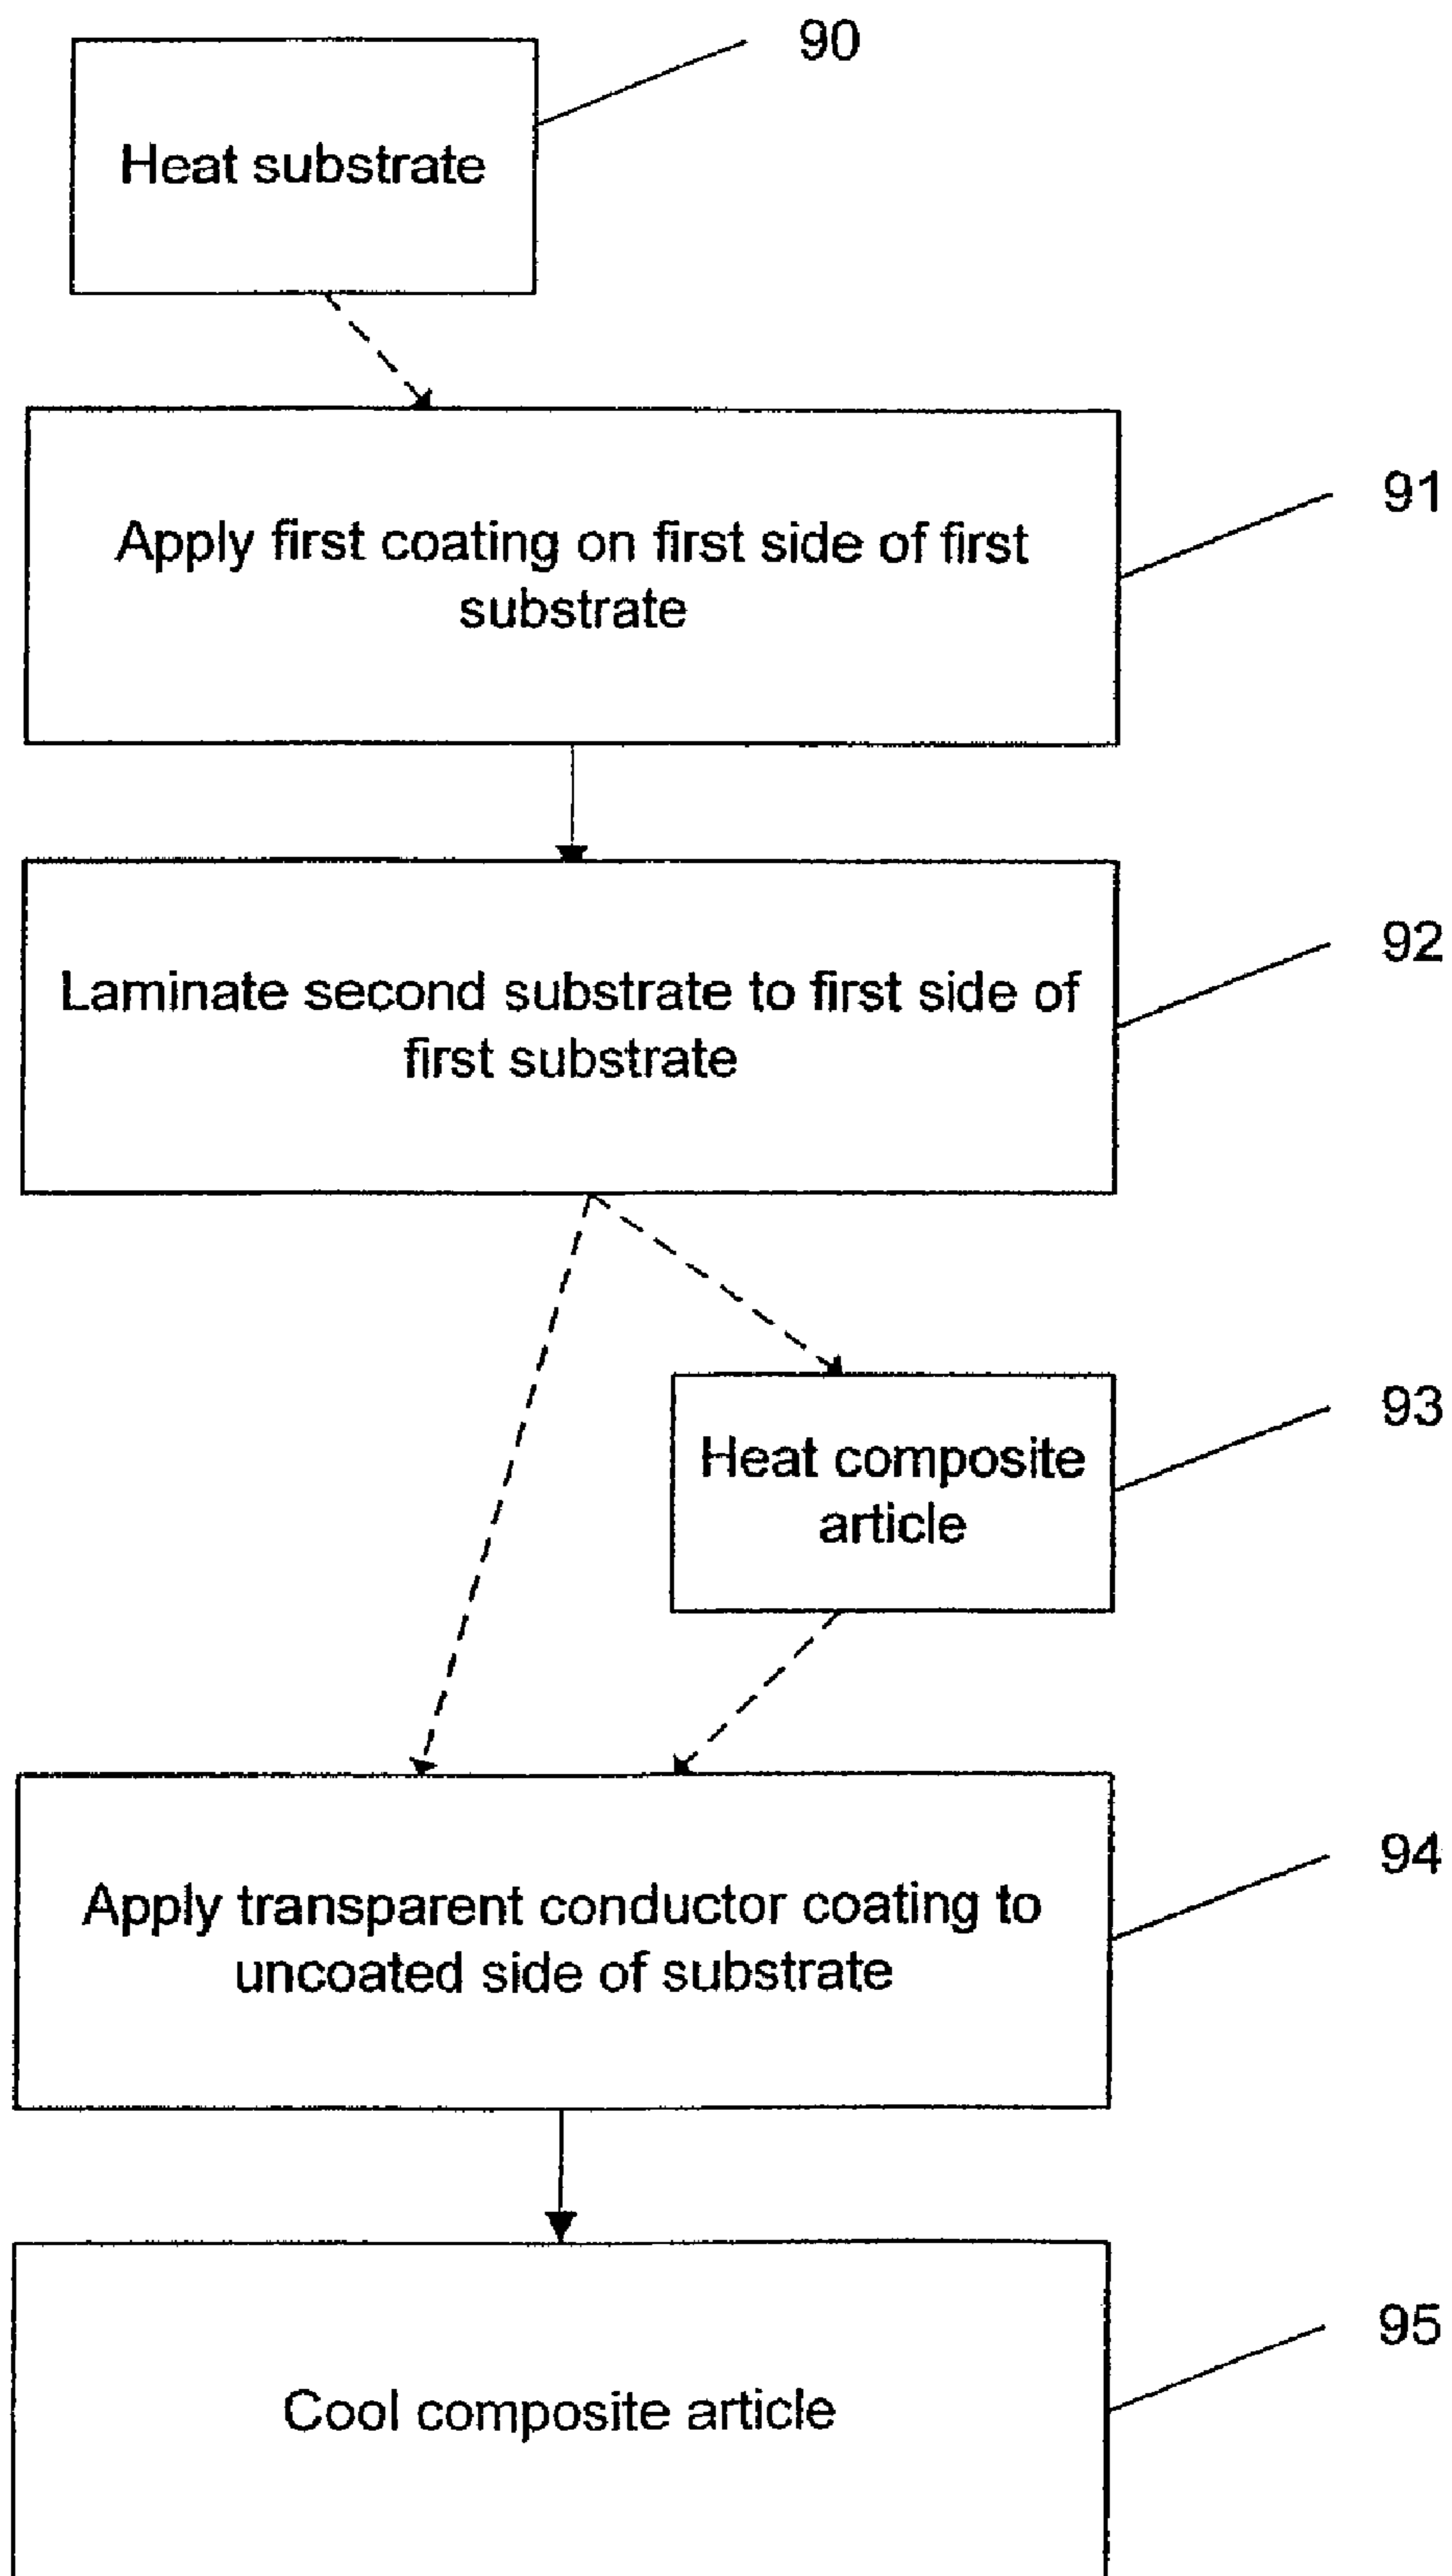 90
Heat substrate
91
Apply first coating on first side of first
substrate
92
Laminate second substrate to first side of
first substrate
93
Heat composite
article
94
Apply transparent conductor coating to
uncoated side of substrate
95
Cool composite article